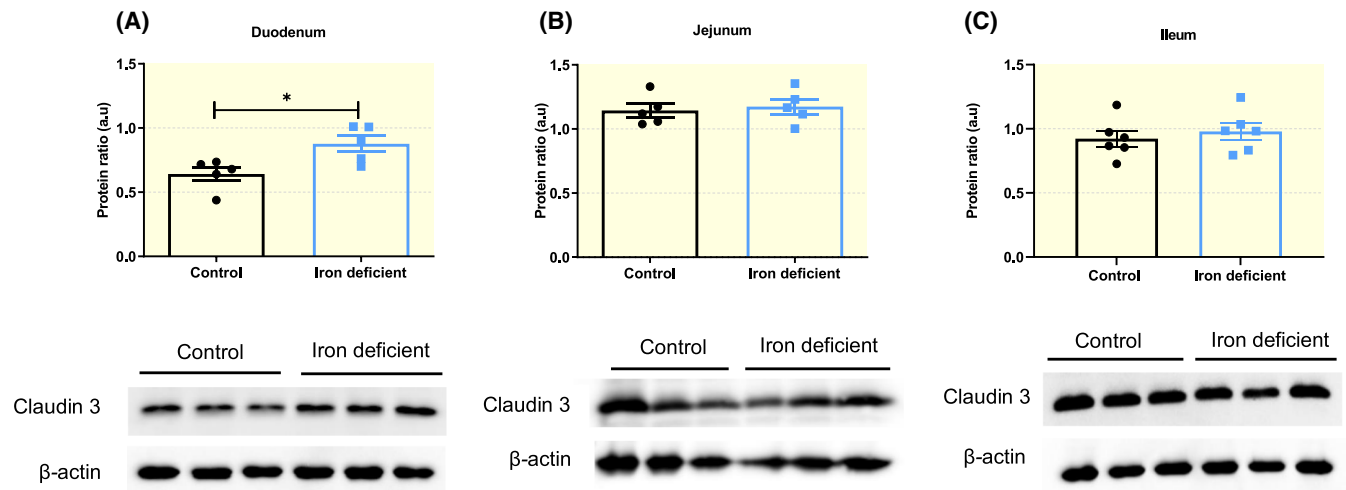 (A)
Duodenum
Protein ratio (a.u)
1.5
1.0
0.5
0.0
*
Control
Iron deficient
(B)
Jejunum
Protein ratio (a.u)
1.5
1.0
0.5
0.0
Control
Iron deficient
(C)
Ileum
Protein ratio (a.u)
1.5
1.0
0.5
0.0
Control
Iron deficient
Control
Iron deficient
Claudin 3
β-actin
Control
Iron deficient
Claudin 3
β-actin
Control
Iron deficient
Claudin 3
β-actin